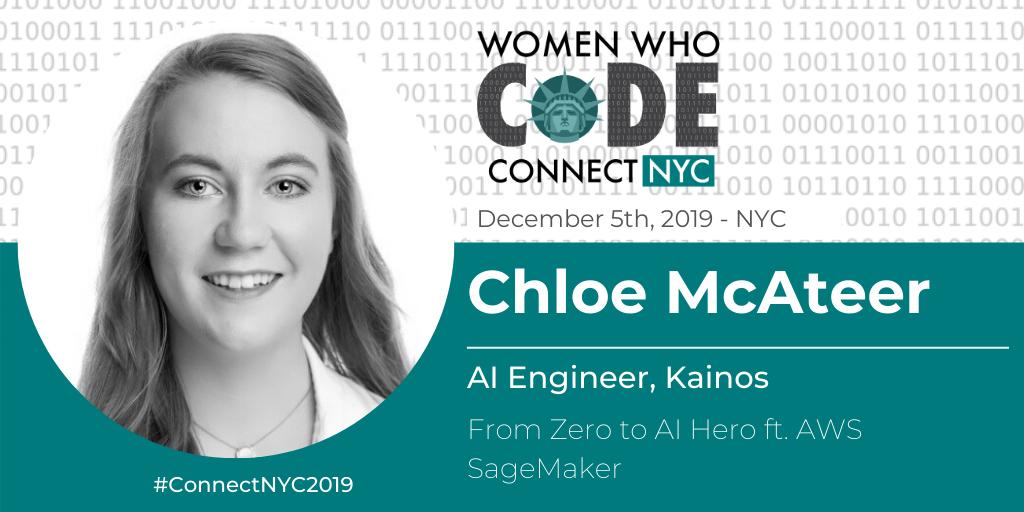 WOMEN WHO
CODE
CONNECT NYC
December 5th, 2019 - NYC
Chloe McAteer
AI Engineer, Kainos
From Zero to AI Hero ft. AWS
SageMaker
#ConnectNYC2019